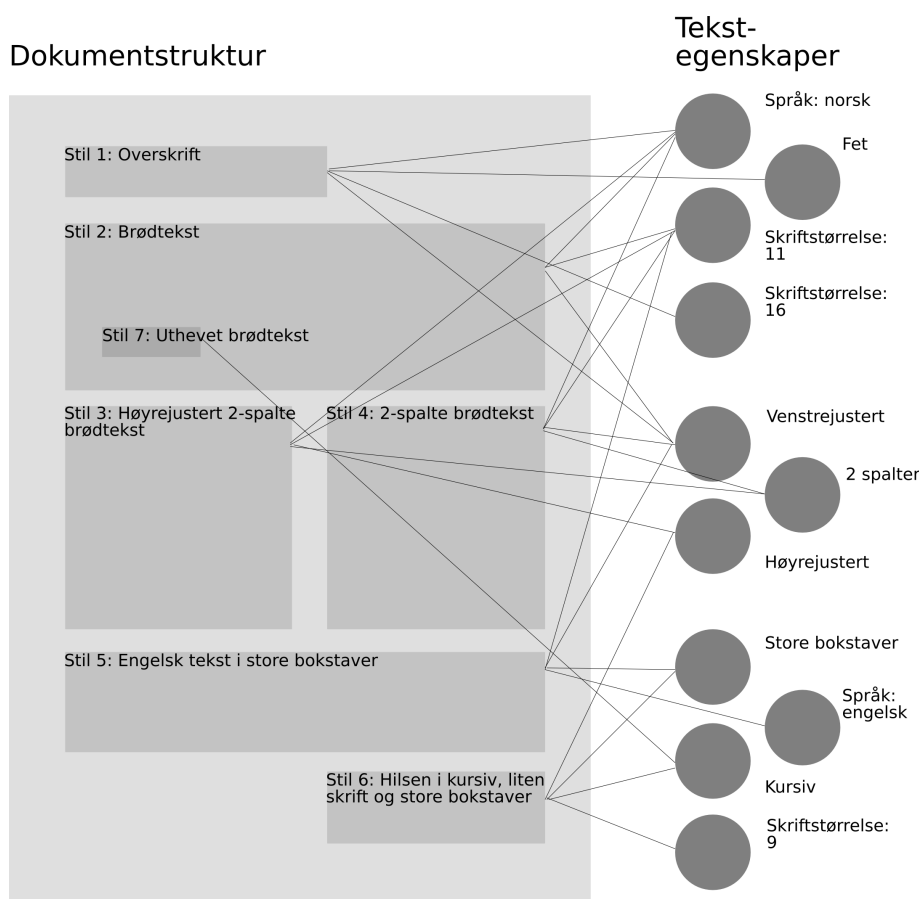 Dokumentstruktur
Tekst-
egenskaper
Stil 1: Overskrift
Stil 2: Brødtekst
Stil 7: Uthevet brødtekst
Stil 3: Høyrejustert 2-spalte
brødtekst
Stil 4: 2-spalte brødtekst
Stil 5: Engelsk tekst i store bokstaver
Stil 6: Hilsen i kursiv, liten
skrift og store bokstaver
Språk: norsk
Fet
Skriftstørrelse:
11
Skriftstørrelse:
16
Venstrejustert
2 spalter
Høyrejustert
Store bokstaver
Språk:
engelsk
Kursiv
Skriftstørrelse:
9